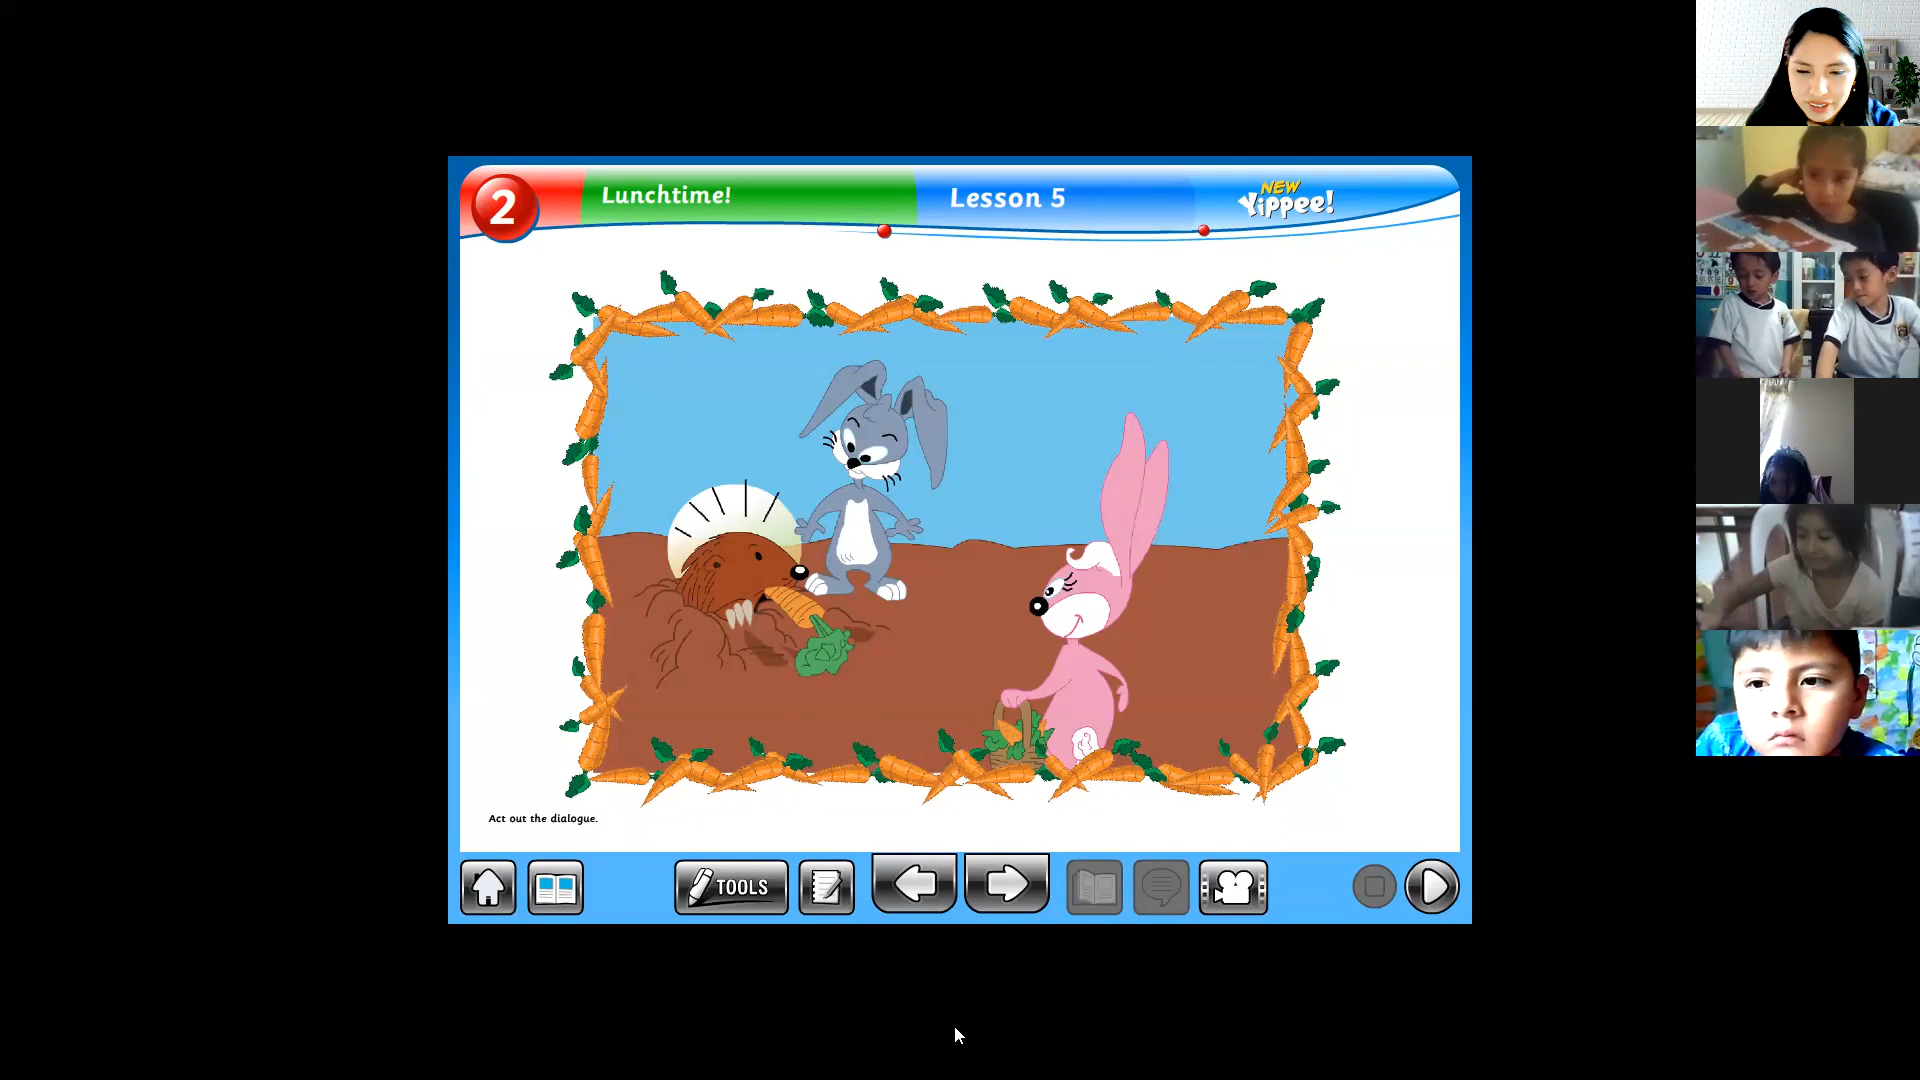 2
Lunchtime!
Lesson 5
NEW
Yippee!
Act out the dialogue.
TOOLS